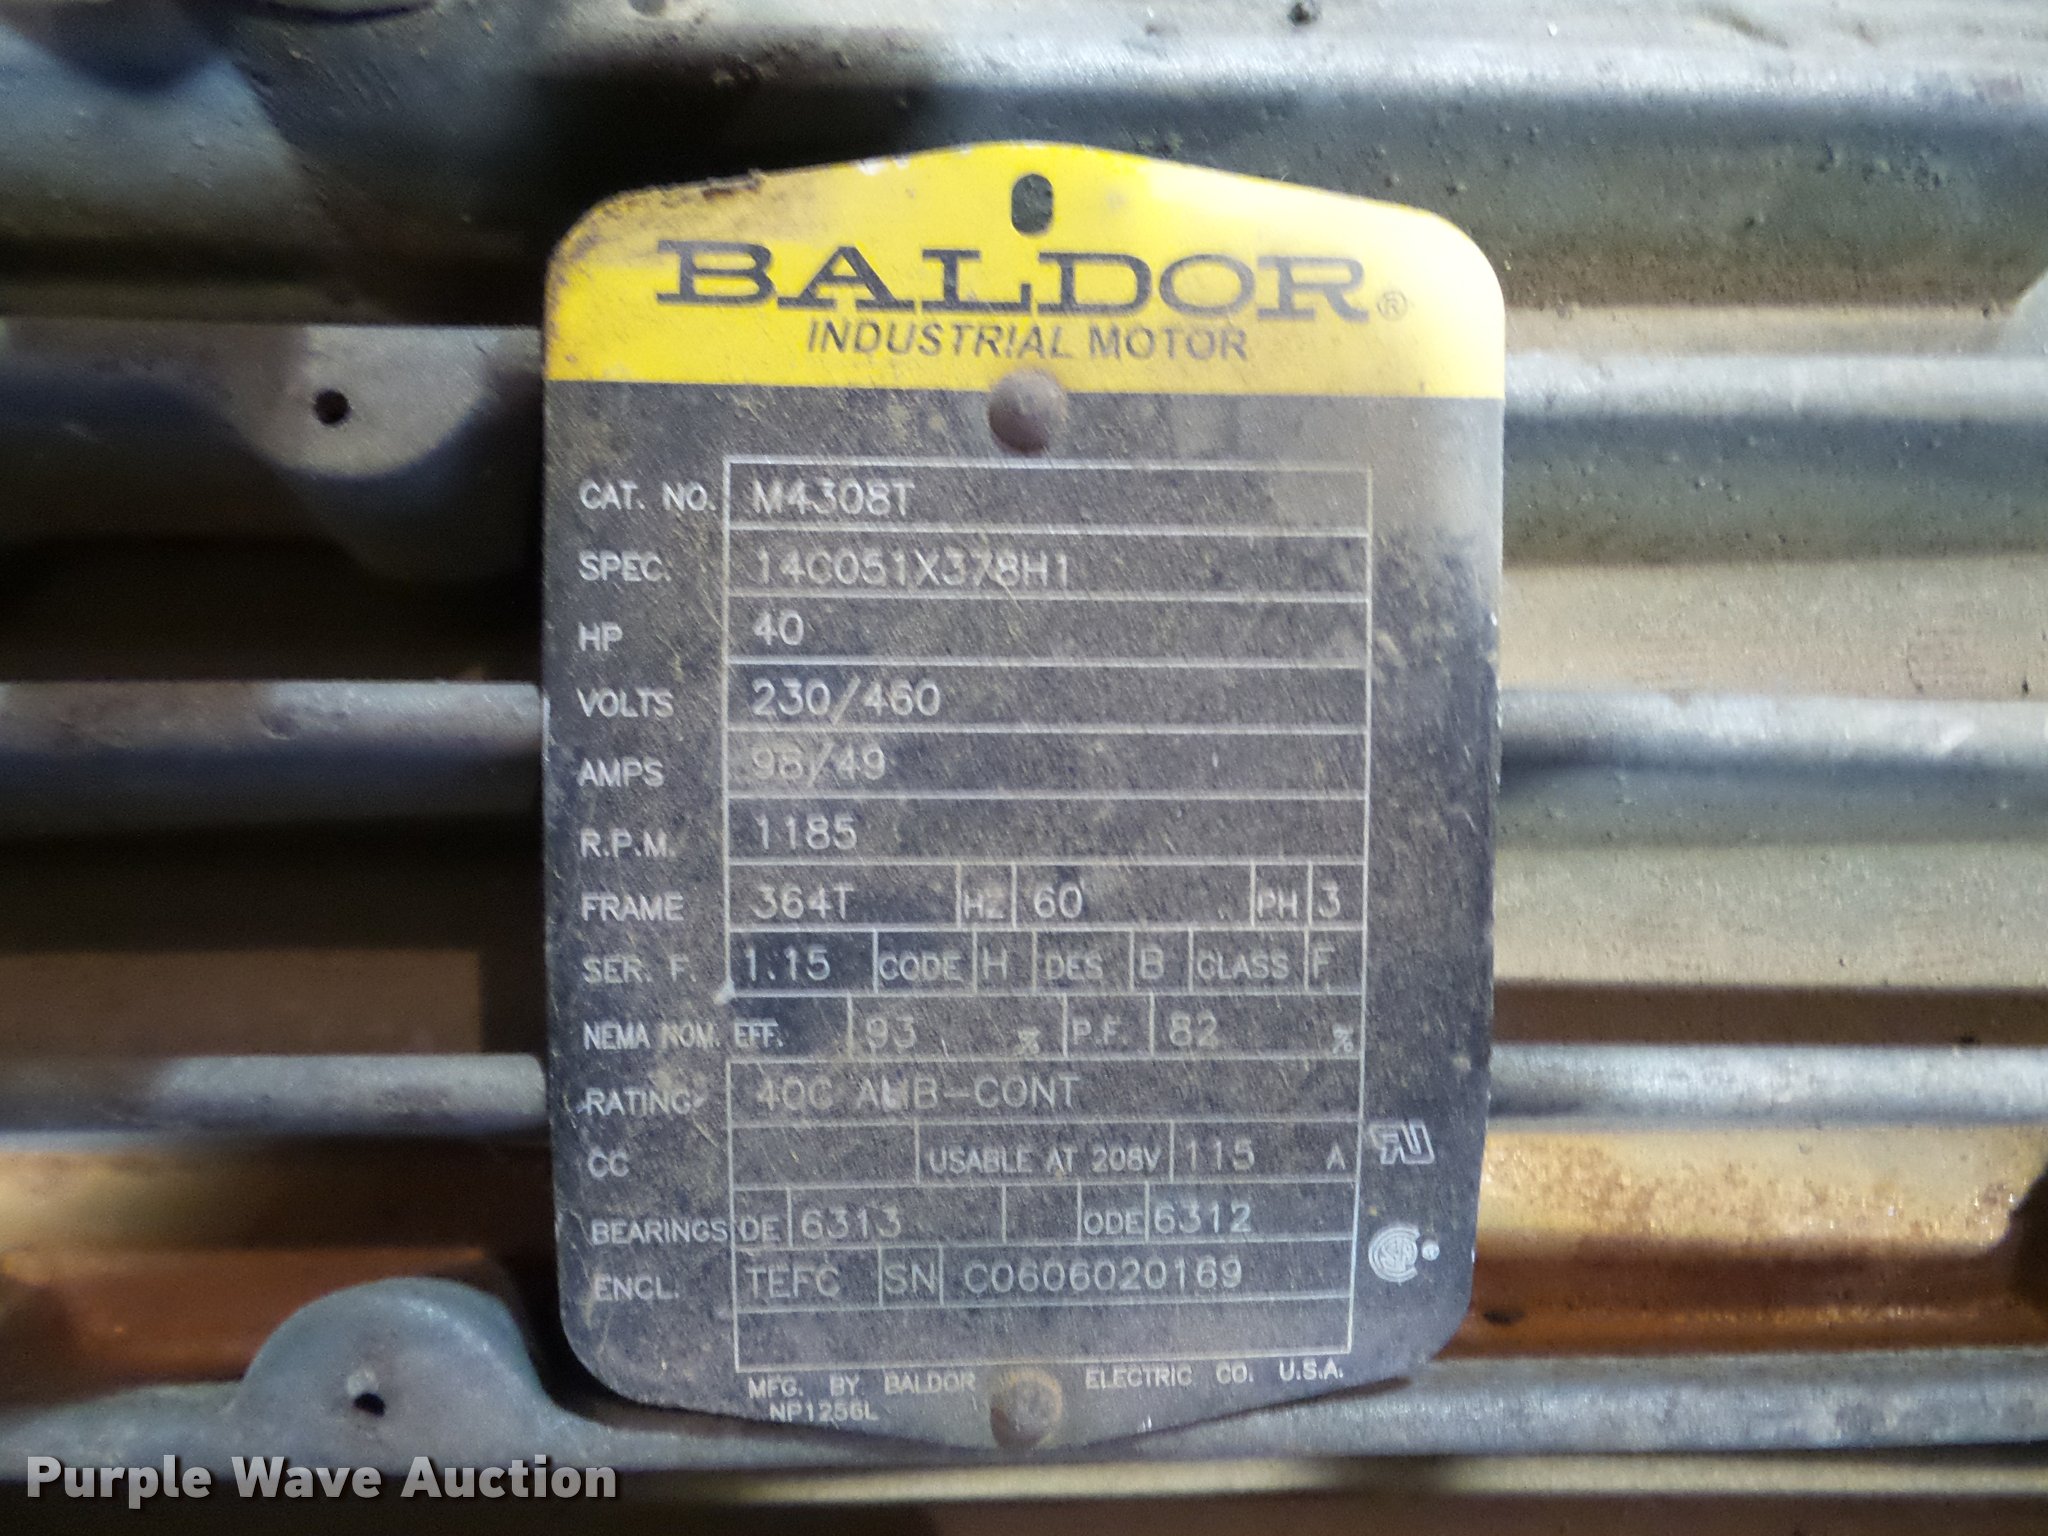 BALDOR®
INDUSTRIAL MOTOR
CAT. NO. M4308T
SPEC. 14C051X378H1
HP 40
VOLTS 230/460
AMPS 98/49
R.P.M. 1185
FRAME 364T HZ 60 PH 3
SER. F. 1.15 CODE H DES B CLASS F
NEMA NOM. EFF. 93 % P.F. 82 %
RATING 40C AMB-CONT
CC USABLE AT 208V 115 A
BEARINGS DE 6313 ODE 6312
ENCL. TEFC SN C0606020169
MFG. BY BALDOR ELECTRIC CO. U.S.A.
NP1256L
Purple Wave Auction